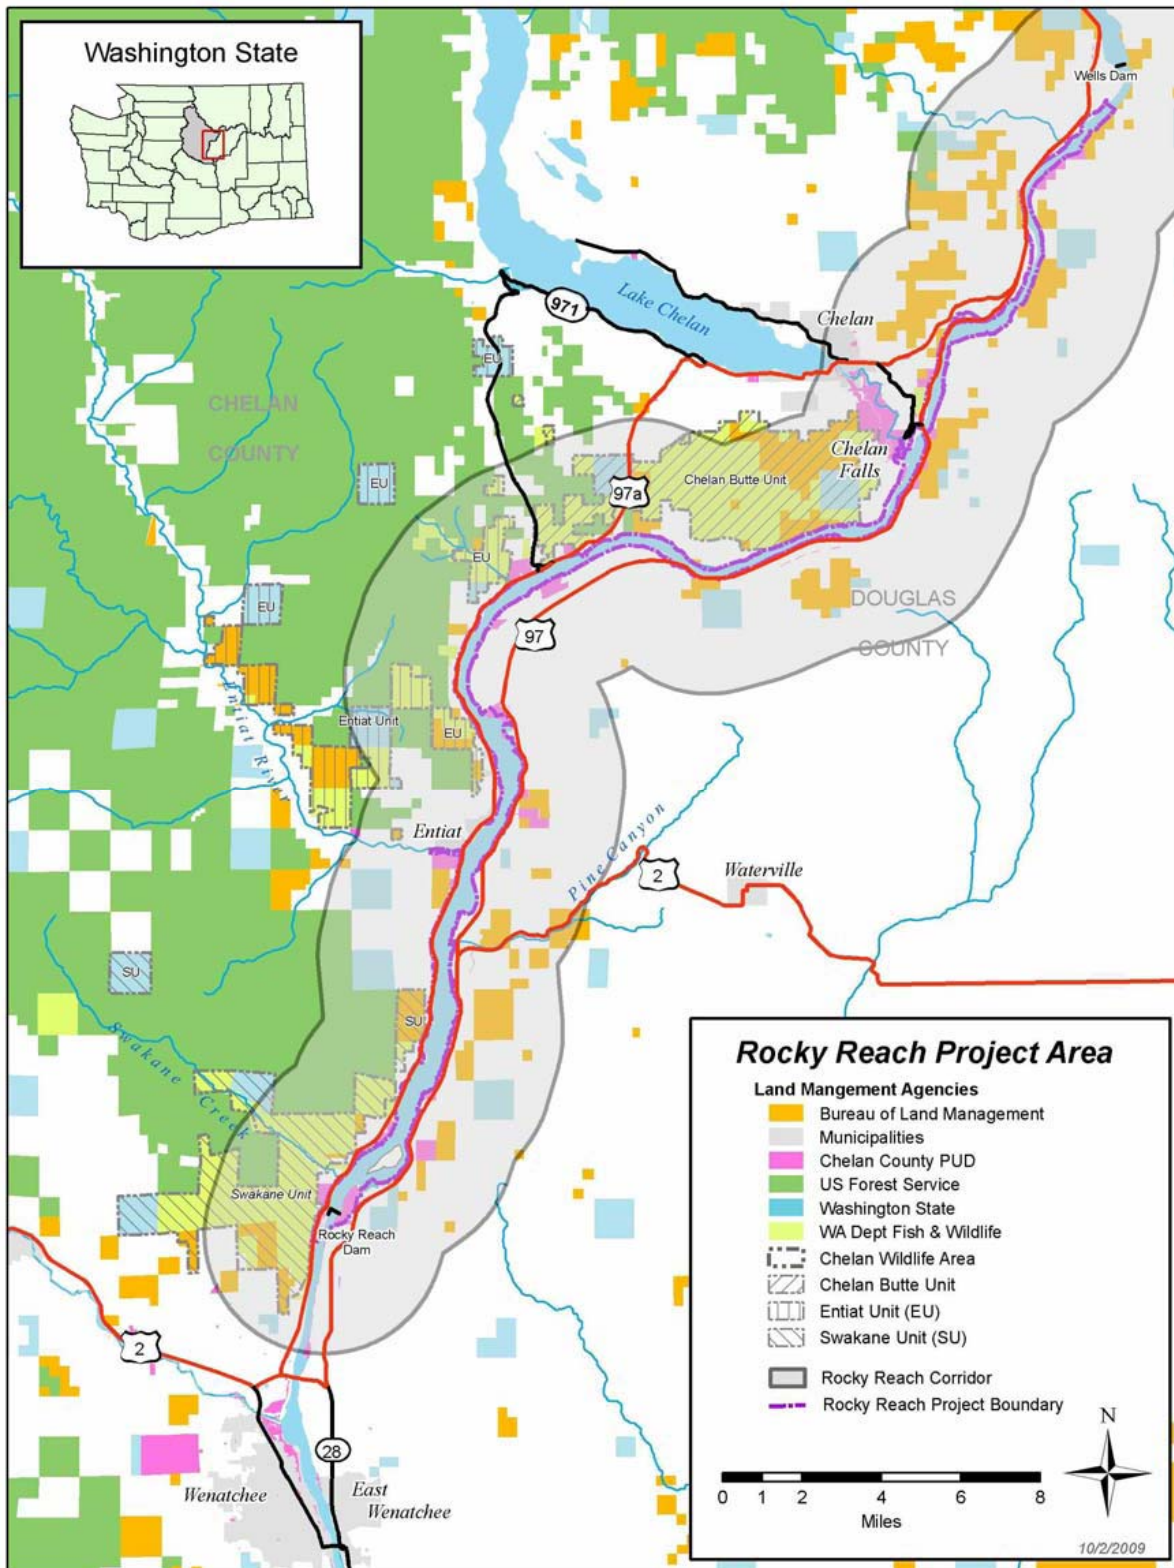 Washington State
Wells Dam
Lake Chelan
971
Chelan
EU
CHELAN
COUNTY
Chelan
Falls
EU
Chelan Butte Unit
97a
EU
DOUGLAS
COUNTY
EU
97
Entiat River
Entiat Unit
EU
Entiat
Pine Canyon
2
Waterville
SU
SU
Swakane Creek
Swakane Unit
Rocky Reach
Dam
2
28
Wenatchee
East
Wenatchee
Rocky Reach Project Area
Land Mangement Agencies
Bureau of Land Management
Municipalities
Chelan County PUD
US Forest Service
Washington State
WA Dept Fish & Wildlife
Chelan Wildlife Area
Chelan Butte Unit
Entiat Unit (EU)
Swakane Unit (SU)
Rocky Reach Corridor
Rocky Reach Project Boundary
N
0 1 2 4 6 8
Miles
10/2/2009